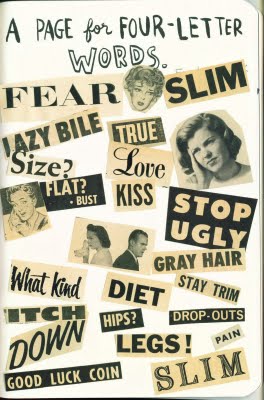 A PAGE for FOUR-LETTER
WORDS.
FEAR
SLIM
LAZY BILE
TRUE
Size?
Love
FLAT?
• BUST
KISS
STOP
UGLY
GRAY HAIR
What kind
DIET
STAY TRIM
ITCH
DOWN
HIPS?
DROP-OUTS
LEGS!
PAIN
GOOD LUCK COIN
SLIM